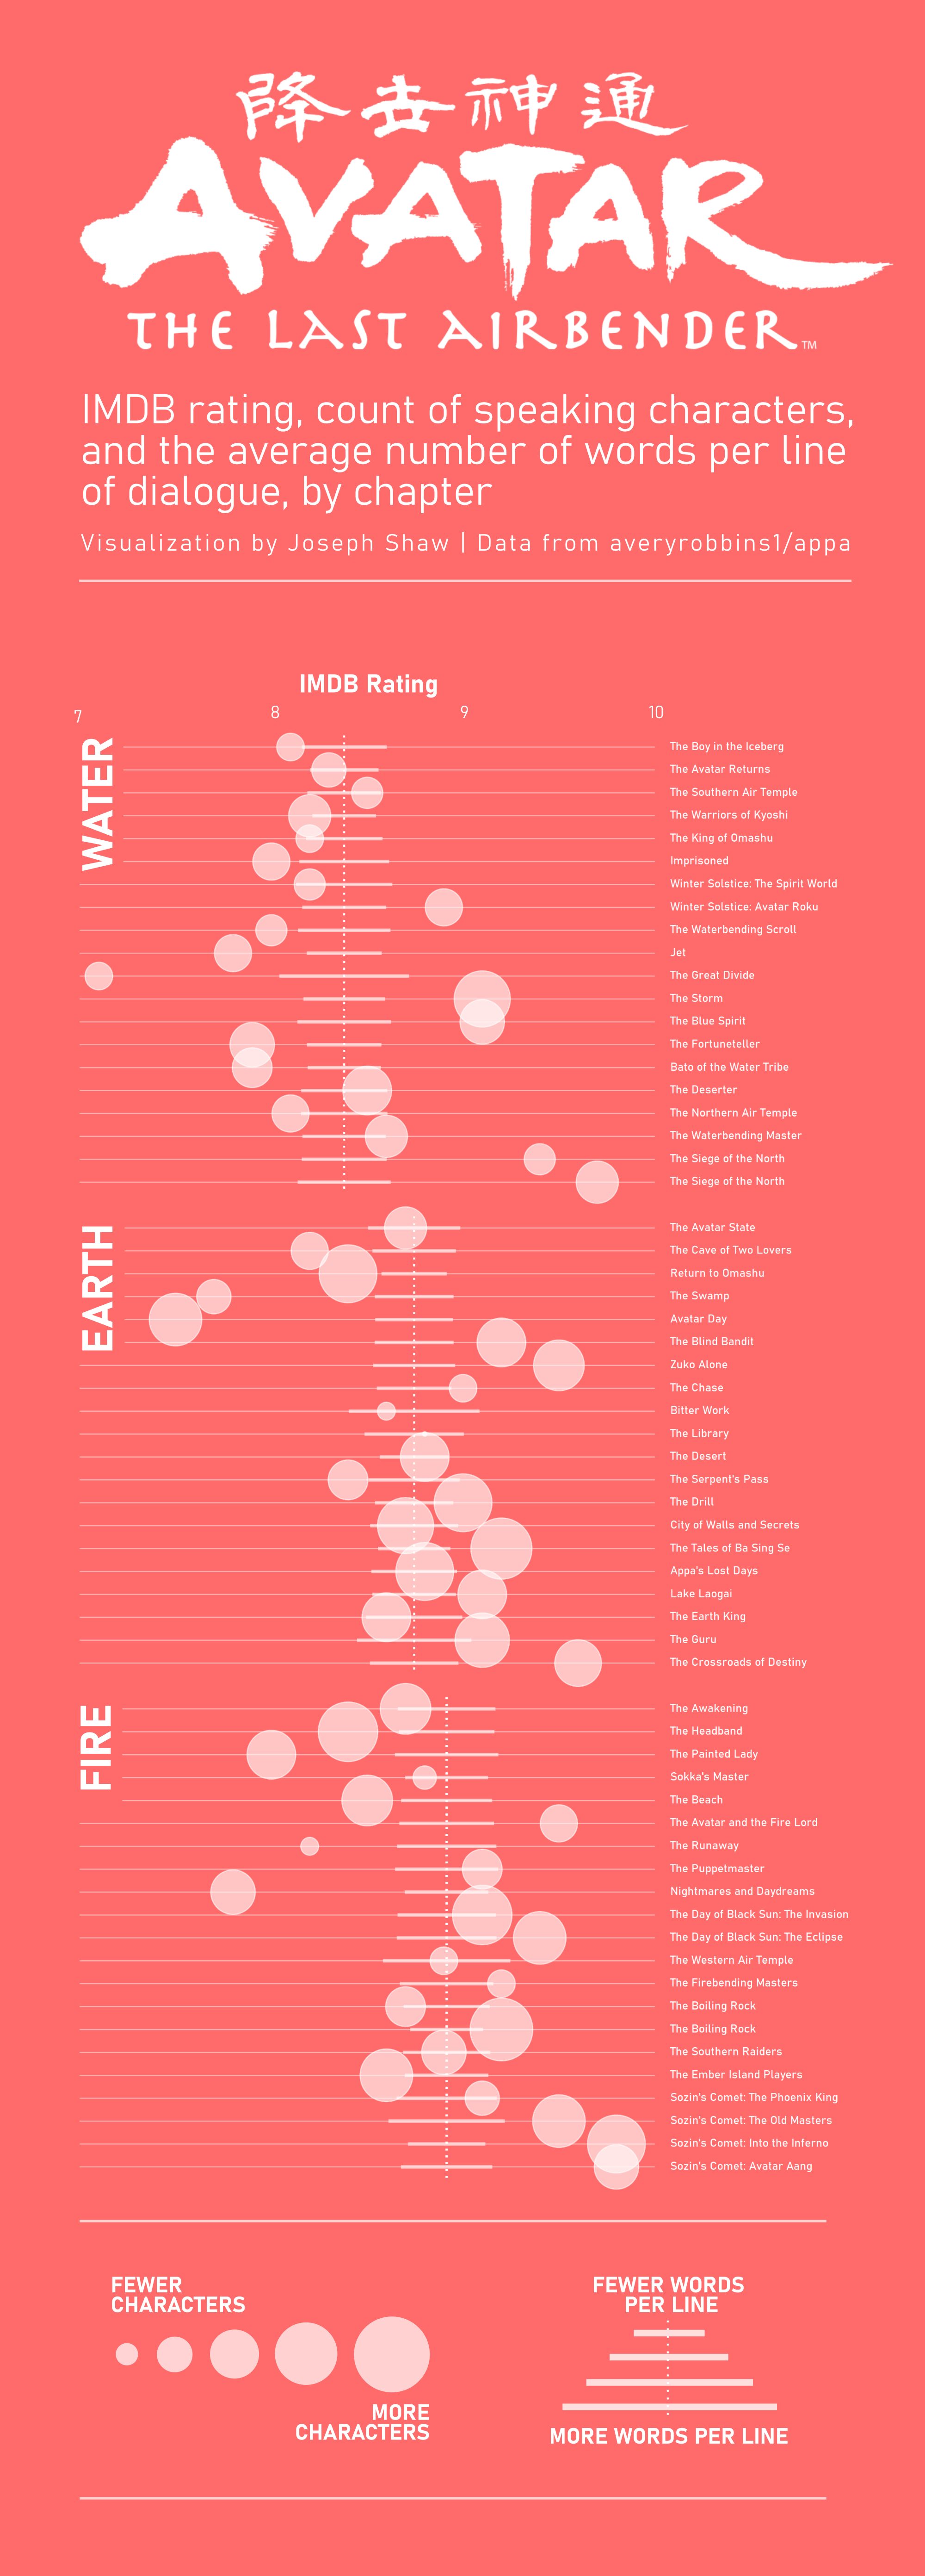 降去神通
AVATAR
THE LAST AIRBENDER™
IMDB rating, count of speaking characters,
and the average number of words per line
of dialogue, by chapter
Visualization by Joseph Shaw | Data from averyrobbins1/appa
IMDB Rating
7 8 9 10
WATER
The Boy in the Iceberg
The Avatar Returns
The Southern Air Temple
The Warriors of Kyoshi
The King of Omashu
Imprisoned
Winter Solstice: The Spirit World
Winter Solstice: Avatar Roku
The Waterbending Scroll
Jet
The Great Divide
The Storm
The Blue Spirit
The Fortuneteller
Bato of the Water Tribe
The Deserter
The Northern Air Temple
The Waterbending Master
The Siege of the North
The Siege of the North
EARTH
The Avatar State
The Cave of Two Lovers
Return to Omashu
The Swamp
Avatar Day
The Blind Bandit
Zuko Alone
The Chase
Bitter Work
The Library
The Desert
The Serpent's Pass
The Drill
City of Walls and Secrets
The Tales of Ba Sing Se
Appa's Lost Days
Lake Laogai
The Earth King
The Guru
The Crossroads of Destiny
FIRE
The Awakening
The Headband
The Painted Lady
Sokka's Master
The Beach
The Avatar and the Fire Lord
The Runaway
The Puppetmaster
Nightmares and Daydreams
The Day of Black Sun: The Invasion
The Day of Black Sun: The Eclipse
The Western Air Temple
The Firebending Masters
The Boiling Rock
The Boiling Rock
The Southern Raiders
The Ember Island Players
Sozin's Comet: The Phoenix King
Sozin's Comet: The Old Masters
Sozin's Comet: Into the Inferno
Sozin's Comet: Avatar Aang
FEWER
CHARACTERS
MORE
CHARACTERS
FEWER WORDS
PER LINE
MORE WORDS PER LINE